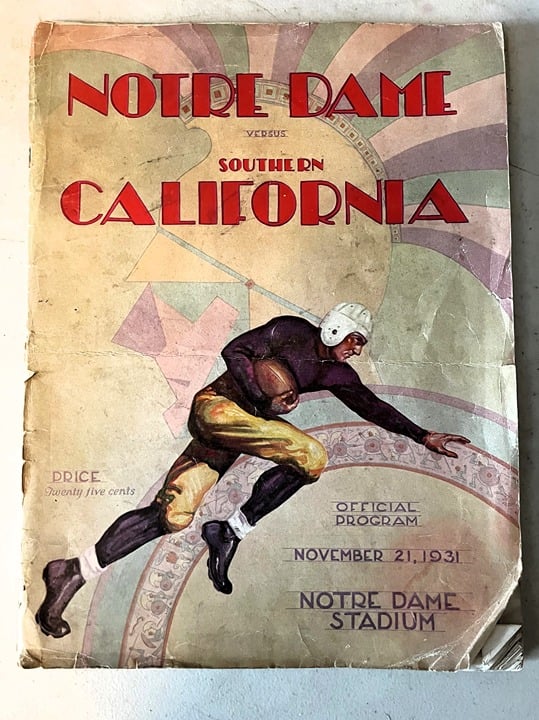 NOTRE DAME
VERSUS
SOUTHERN
CALIFORNIA
PRICE
Twenty five cents
OFFICIAL
PROGRAM
NOVEMBER 21, 1931
NOTRE DAME
STADIUM